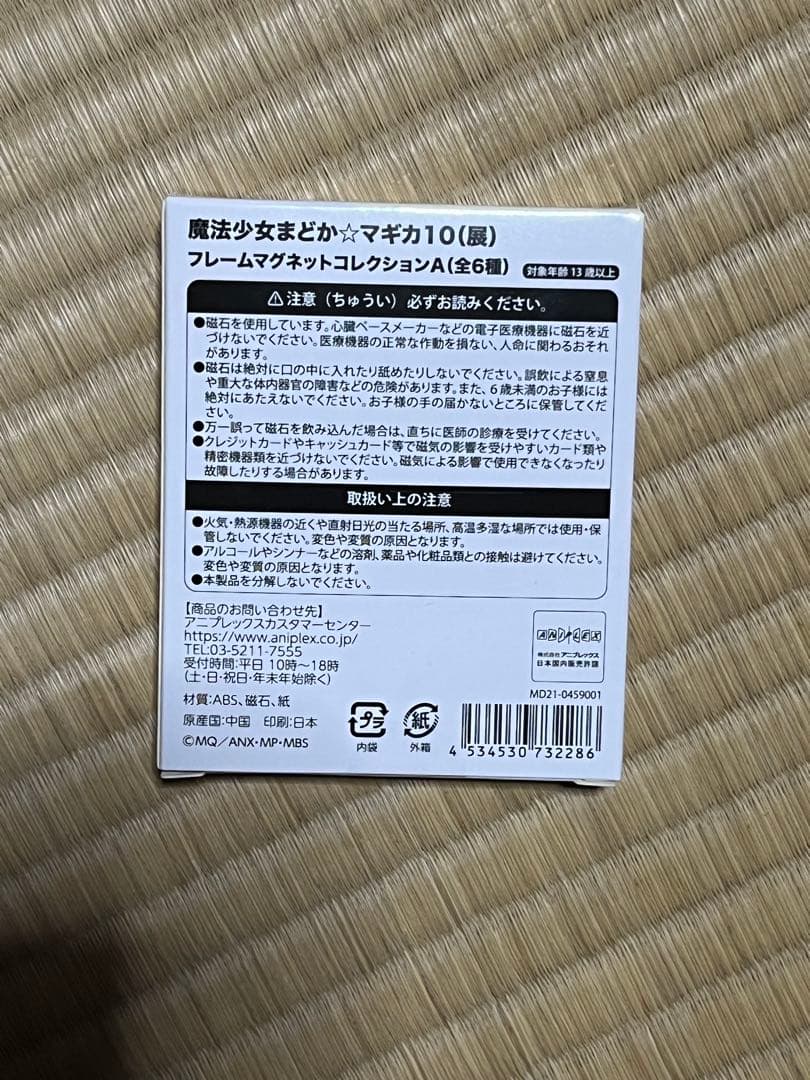 魔法少女まどか☆マギカ10(展)
フレームマグネットコレクションA(全6種) 対象年齢 13歳以上
⚠注意(ちゅうい)必ずお読みください。
●磁石を使用しています。心臓ペースメーカーなどの電子医療機器に磁石を近
づけないでください。医療機器の正常な作動を損ない、人命に関わるおそれ
があります。
●磁石は絶対に口の中に入れたり舐めたりしないでください。誤飲による窒息
や重大な体内器官の障害などの危険があります。また、6歳未満のお子様には
絶対にあたえないでください。お子様の手の届かないところに保管してくだ
さい。
●万一誤って磁石を飲み込んだ場合は、直ちに医師の診療を受けてください。
●クレジットカードやキャッシュカード等で磁気の影響を受けやすいカード類や
精密機器類を近づけないでください。磁気による影響で使用できなくなったり
故障したりする場合があります。
取扱い上の注意
●火気・熱源機器の近くや直射日光の当たる場所、高温多湿な場所では使用・保
管しないでください。変色や変質の原因となります。
●アルコールやシンナーなどの溶剤、薬品や化粧品類との接触は避けてください。
変色や変質の原因となります。
●本製品を分解しないでください。
【商品のお問い合わせ先】
アニプレックスカスタマーセンター
https://www.aniplex.co.jp/
TEL:03-5211-7555
受付時間:平日 10時〜18時
(土・日・祝日・年末年始除く)
材質:ABS、磁石、紙
原産国:中国 印刷:日本
©MQ/ANX・MP・MBS
プラ
内袋
紙
外箱
ANIPLEX
株式会社アニプレックス
日本国内販売許諾
MD21-0459001
4 534530 732286